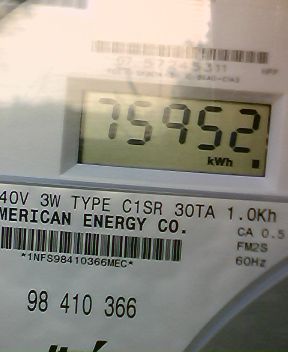 75952
kWh
40V 3W TYPE C1SR 30TA 1.0Kh
MERICAN ENERGY CO.
CA 0.5
FM2S
60Hz
*1NFS98410366MEC*
98 410 366